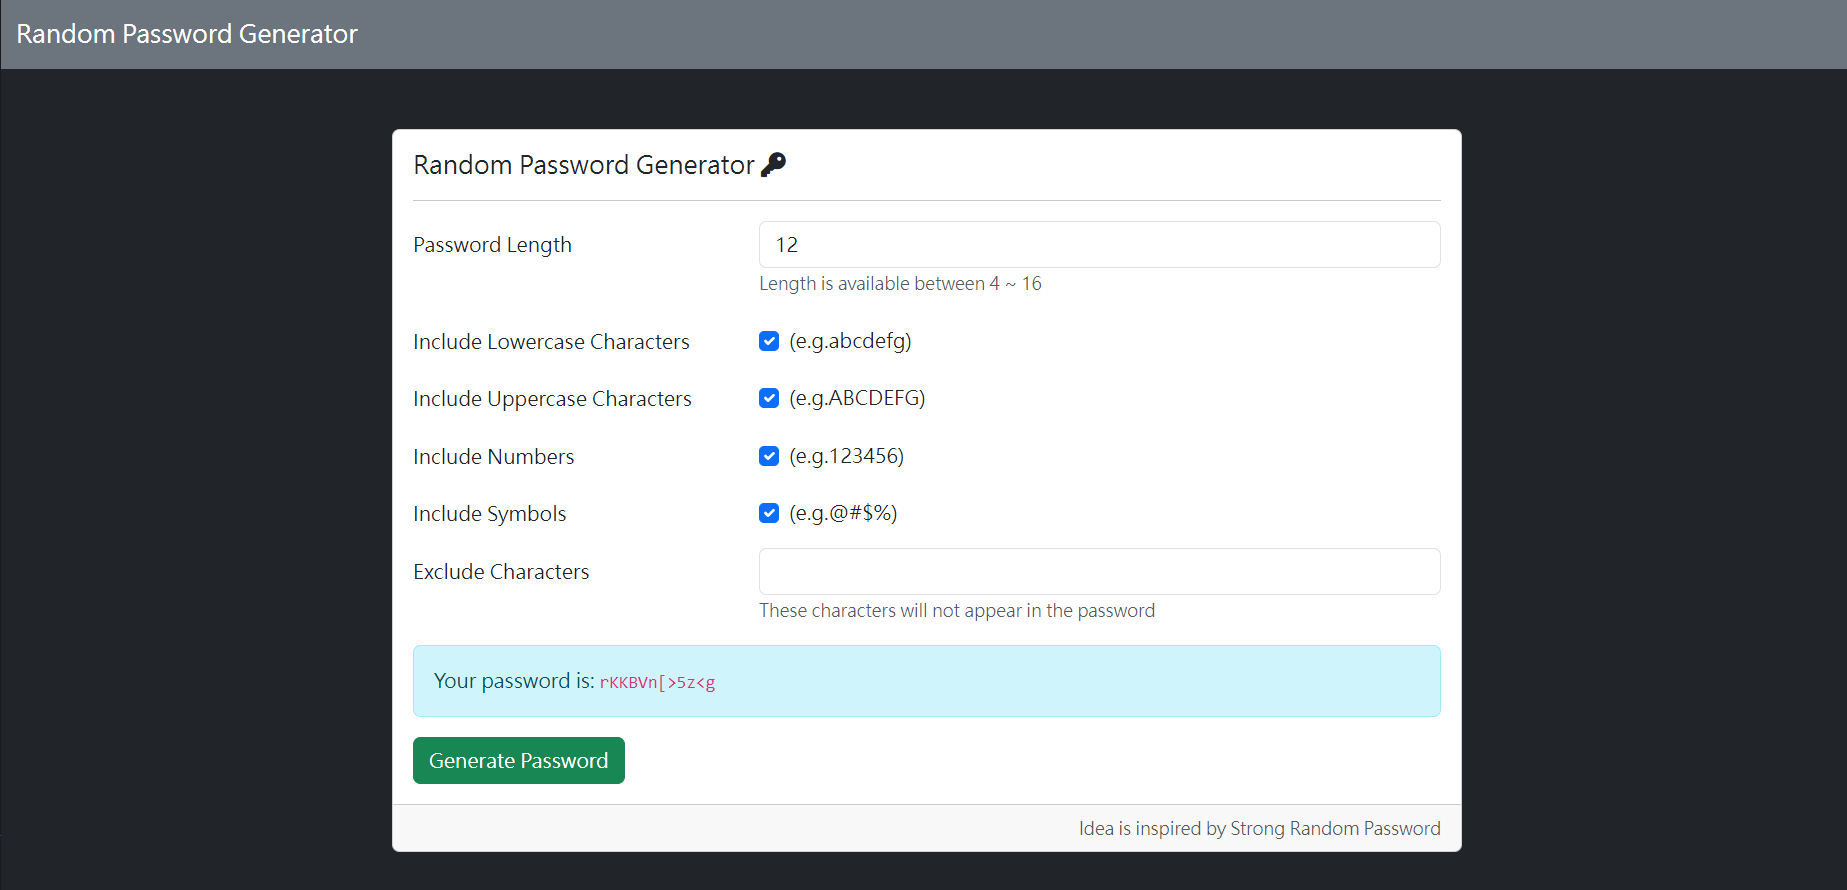 Random Password Generator
Random Password Generator
Password Length
12
Length is available between 4 ~ 16
Include Lowercase Characters
(e.g.abcdefg)
Include Uppercase Characters
(e.g.ABCDEFG)
Include Numbers
(e.g.123456)
Include Symbols
(e.g.@#$%)
Exclude Characters
These characters will not appear in the password
Your password is: rKKBVn[>5z<g
Generate Password
Idea is inspired by Strong Random Password